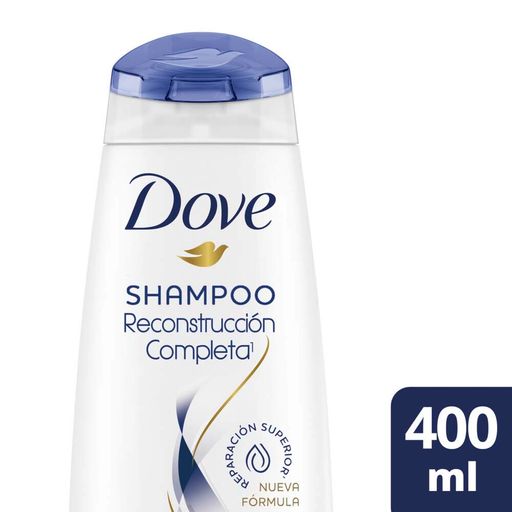 Dove
SHAMPOO
Reconstrucción
Completa¹
REPARACIÓN SUPERIOR
NUEVA
FÓRMULA
400
ml